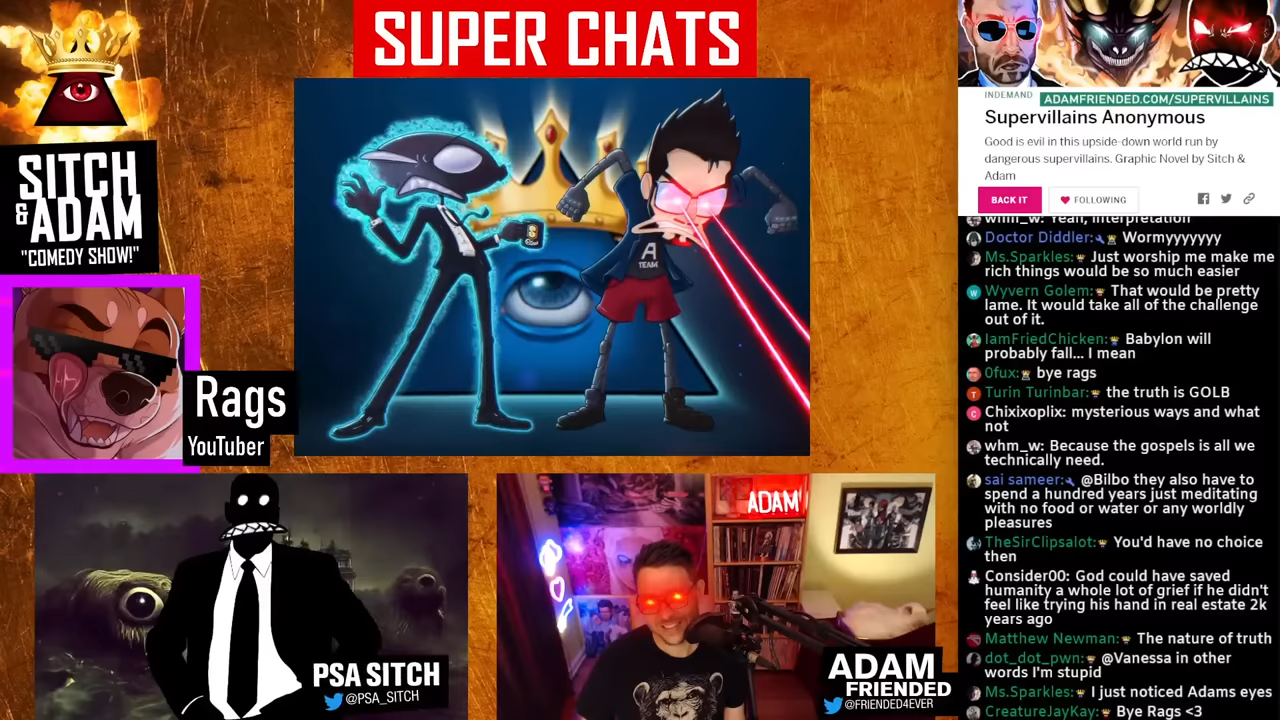 SUPER CHATS
SITCH
& ADAM
"COMEDY SHOW!"
Rags
YouTuber
A
TEAM
$
PSA SITCH
@PSA_SITCH
ADAM
ADAM
FRIENDED
@FRIENDED4EVER
INDEMAND
ADAMFRIENDED.COM/SUPERVILLAINS
Supervillains Anonymous
Good is evil in this upside-down world run by
dangerous supervillains. Graphic Novel by Sitch &
Adam
BACK IT
FOLLOWING
whm_w: Yeah, interpretation
Doctor Diddler: Wormyyyyyy
Ms.Sparkles: Just worship me make me
rich things would be so much easier
Wyvern Golem: That would be pretty
lame. It would take all of the challenge
out of it.
IamFriedChicken: Babylon will
probably fall... I mean
0fux: bye rags
Turin Turinbar: the truth is GOLB
Chixixoplix: mysterious ways and what
not
whm_w: Because the gospels is all we
technically need.
sai sameer: @Bilbo they also have to
spend a hundred years just meditating
with no food or water or any worldly
pleasures
TheSirClipsalot: You'd have no choice
then
Consider00: God could have saved
humanity a whole lot of grief if he didn't
feel like trying his hand in real estate 2k
years ago
Matthew Newman: The nature of truth
dot_dot_pwn: @Vanessa in other
words I'm stupid
Ms.Sparkles: I just noticed Adams eyes
CreatureJayKay: Bye Rags <3